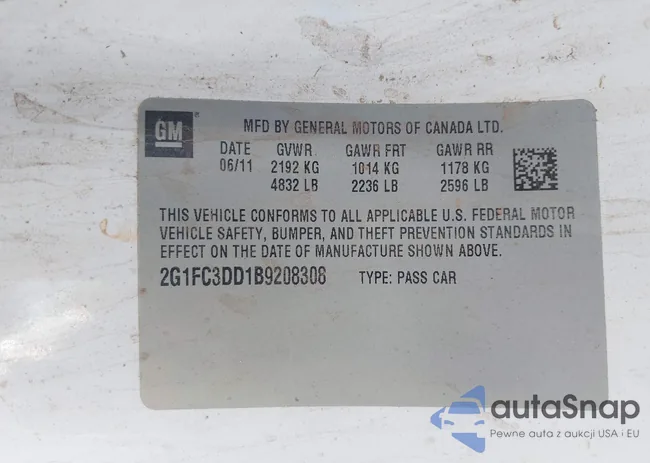 GM
MFD BY GENERAL MOTORS OF CANADA LTD.
DATE GVWR GAWR FRT GAWR RR
06/11 2192 KG 1014 KG 1178 KG
4832 LB 2236 LB 2596 LB
THIS VEHICLE CONFORMS TO ALL APPLICABLE U.S. FEDERAL MOTOR
VEHICLE SAFETY, BUMPER, AND THEFT PREVENTION STANDARDS IN
EFFECT ON THE DATE OF MANUFACTURE SHOWN ABOVE.
2G1FC3DD1B9208308 TYPE: PASS CAR
autaSnap
Pewne auta z aukcji USA i EU